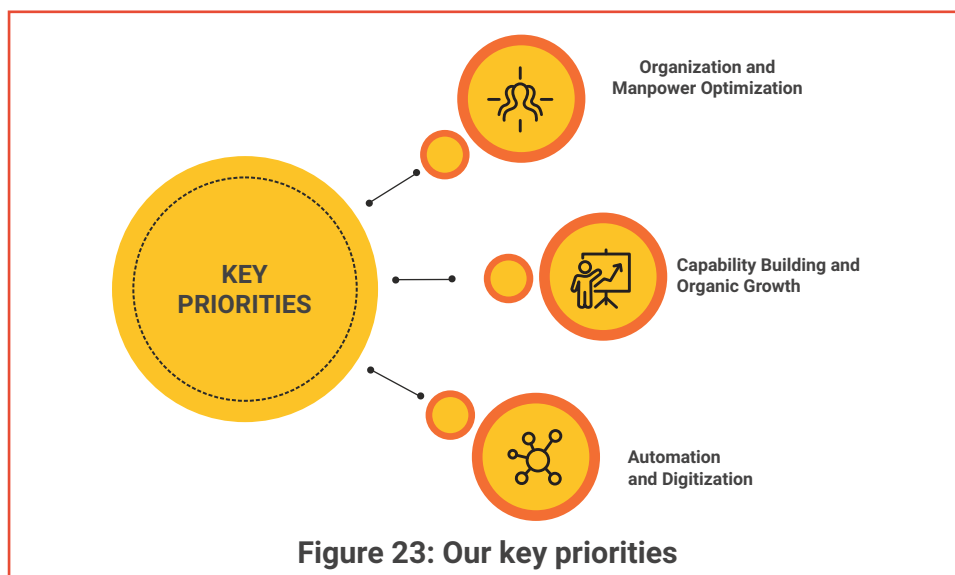 Organization and
Manpower Optimization
KEY
PRIORITIES
Capability Building and
Organic Growth
Automation
and Digitization
Figure 23: Our key priorities